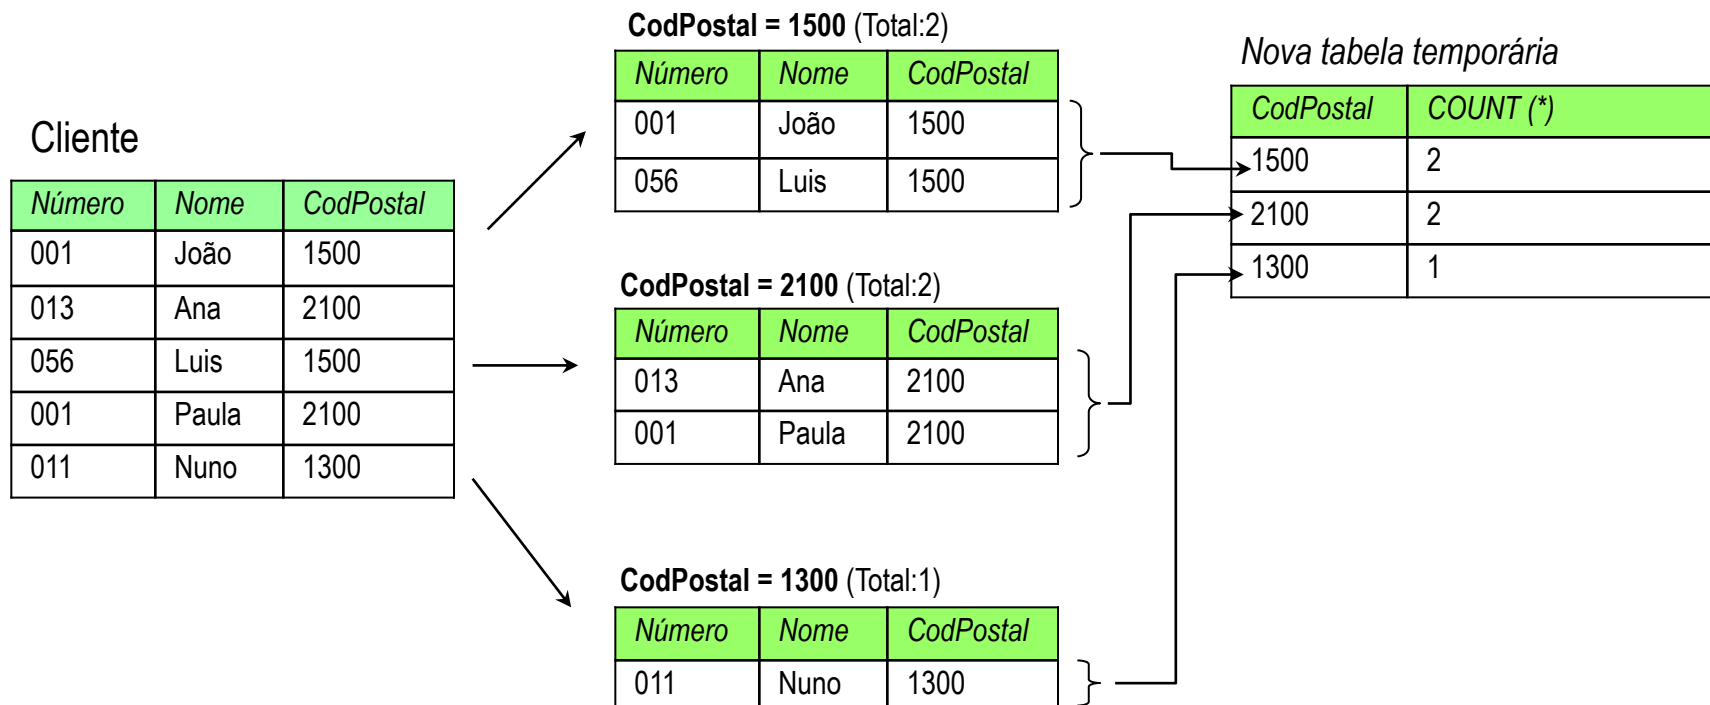 Cliente
Número Nome CodPostal
001 João 1500
013 Ana 2100
056 Luis 1500
001 Paula 2100
011 Nuno 1300
CodPostal = 1500 (Total:2)
Número Nome CodPostal
001 João 1500
056 Luis 1500
CodPostal = 2100 (Total:2)
Número Nome CodPostal
013 Ana 2100
001 Paula 2100
CodPostal = 1300 (Total:1)
Número Nome CodPostal
011 Nuno 1300
Nova tabela temporária
CodPostal COUNT (*)
1500 2
2100 2
1300 1